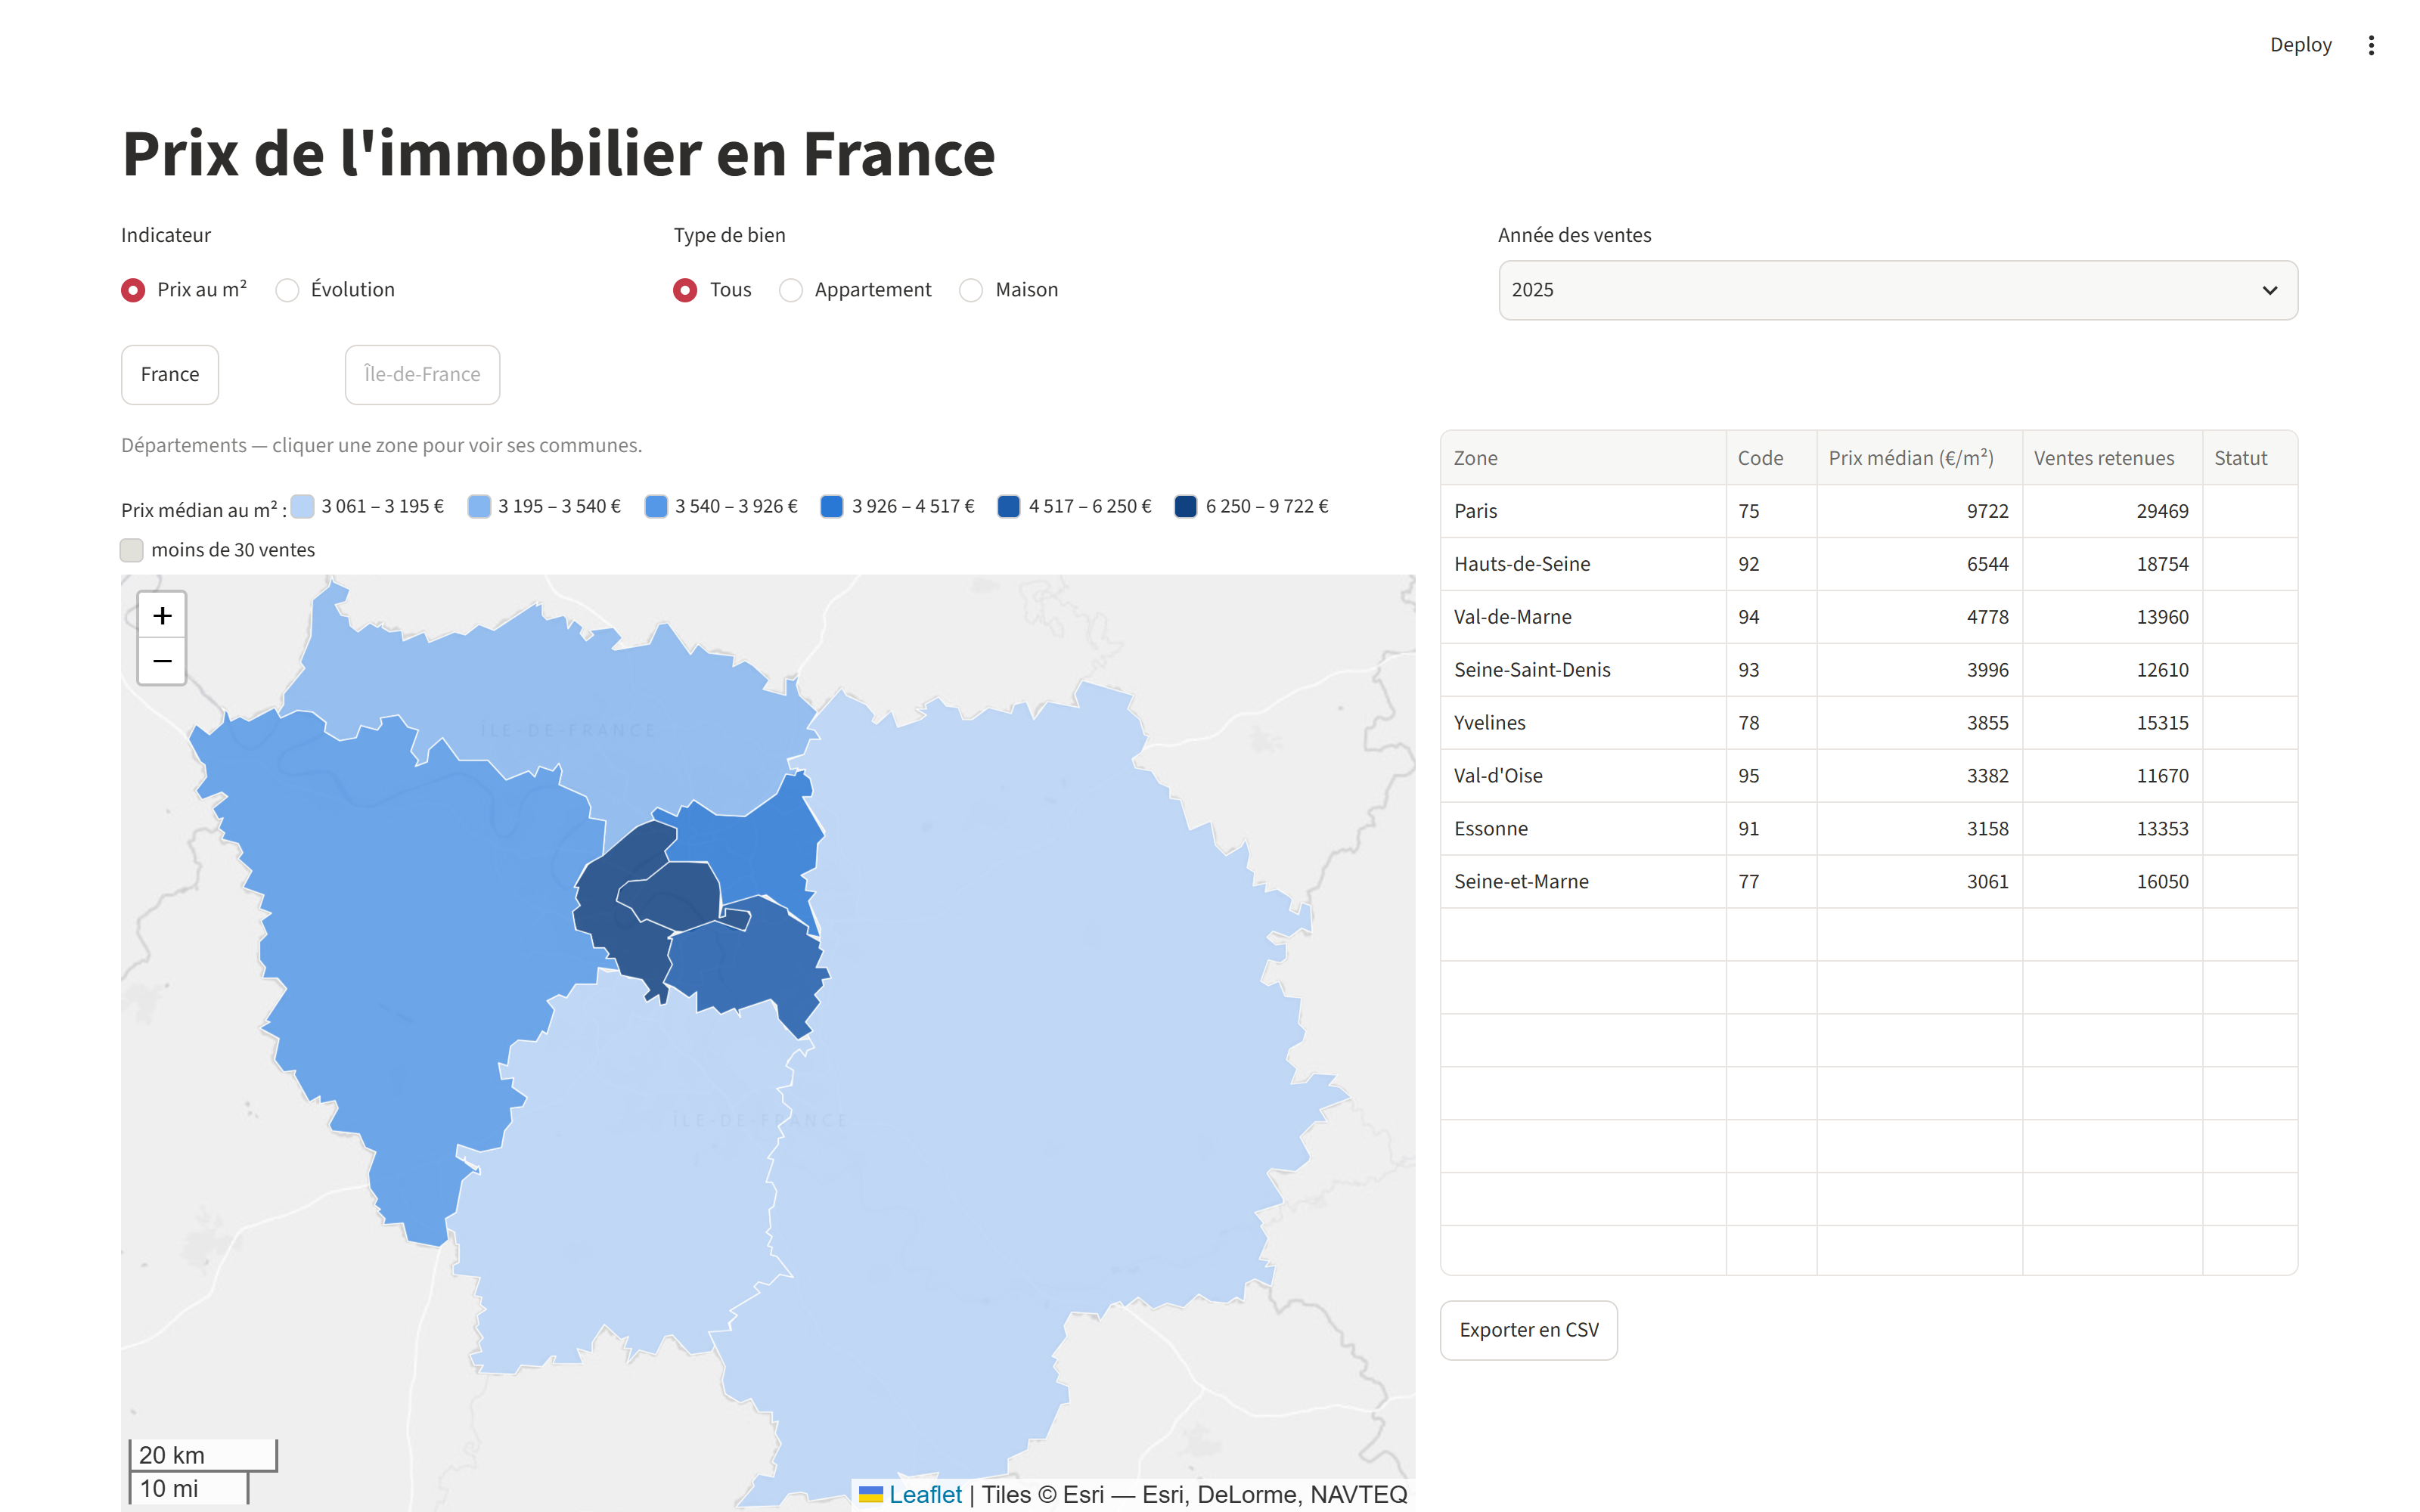 Deploy
Prix de l'immobilier en France
Indicateur
Type de bien
Année des ventes
Prix au m²
Évolution
Tous
Appartement
Maison
2025
France
Île-de-France
Départements — cliquer une zone pour voir ses communes.
Prix médian au m² : 3 061 – 3 195 € 3 195 – 3 540 € 3 540 – 3 926 € 3 926 – 4 517 € 4 517 – 6 250 € 6 250 – 9 722 €
moins de 30 ventes
+
−
ÎLE-DE-FRANCE
ÎLE-DE-FRANCE
20 km
10 mi
Leaflet | Tiles © Esri — Esri, DeLorme, NAVTEQ
Zone Code Prix médian (€/m²) Ventes retenues Statut
Paris 75 9722 29469
Hauts-de-Seine 92 6544 18754
Val-de-Marne 94 4778 13960
Seine-Saint-Denis 93 3996 12610
Yvelines 78 3855 15315
Val-d'Oise 95 3382 11670
Essonne 91 3158 13353
Seine-et-Marne 77 3061 16050
Exporter en CSV